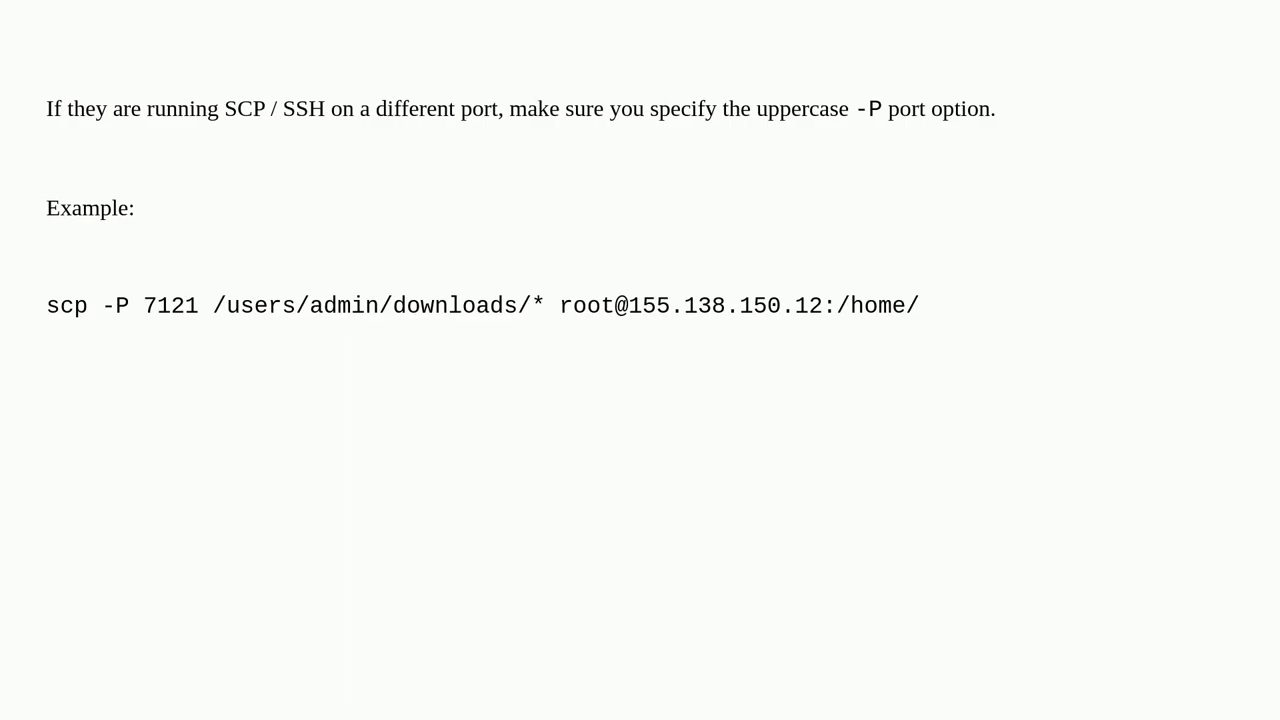 If they are running SCP / SSH on a different port, make sure you specify the uppercase -P port option.
Example:
scp -P 7121 /users/admin/downloads/* root@155.138.150.12:/home/